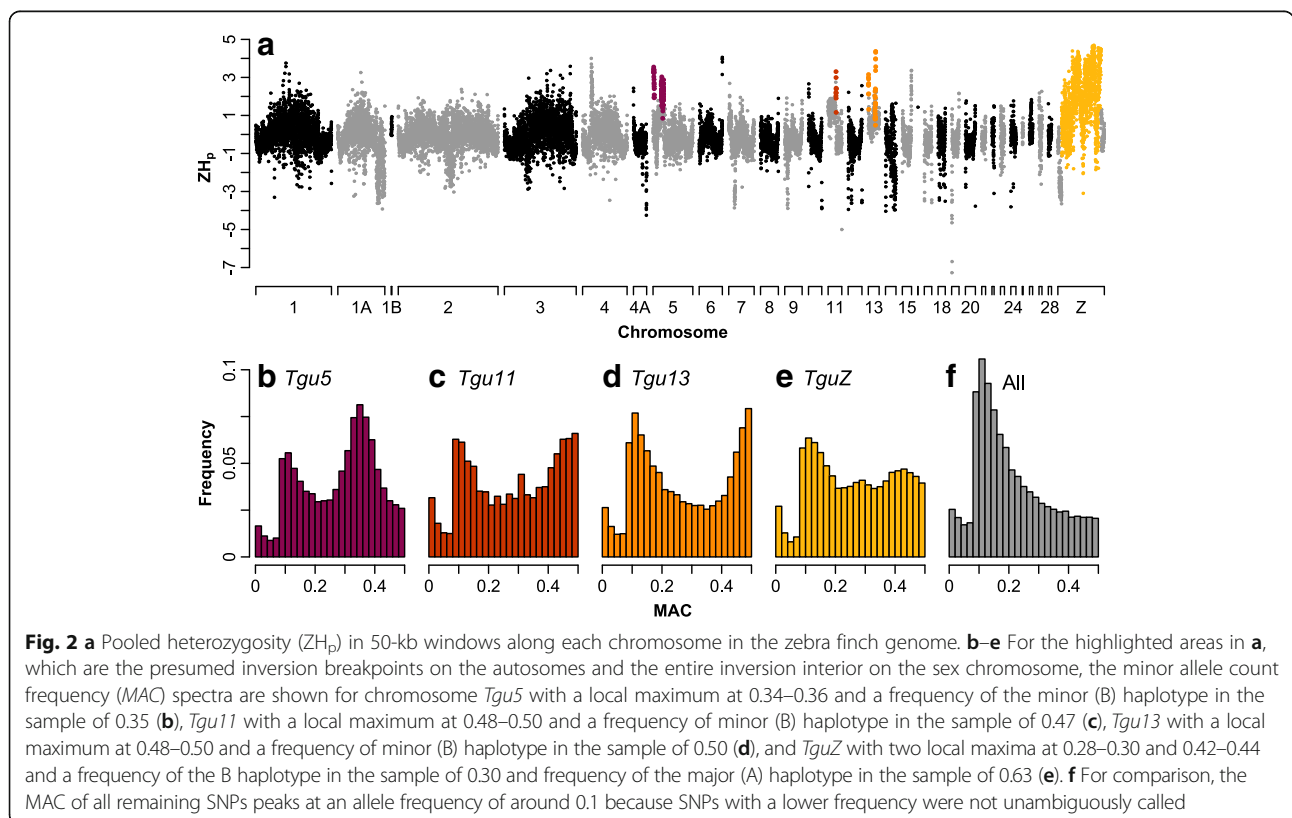 a
5
3
1
-1
-3
-5
-7
ZHp
1 1A 1B 2 3 4 4A 5 6 7 8 9 11 13 15 18 20 24 28 Z
Chromosome
b Tgu5
c Tgu11
d Tgu13
e TguZ
f All
0.1
0.05
0
Frequency
0 0.2 0.4
0 0.2 0.4
0 0.2 0.4
0 0.2 0.4
0 0.2 0.4
MAC
Fig. 2 a Pooled heterozygosity (ZHp) in 50-kb windows along each chromosome in the zebra finch genome. b–e For the highlighted areas in a,
which are the presumed inversion breakpoints on the autosomes and the entire inversion interior on the sex chromosome, the minor allele count
frequency (MAC) spectra are shown for chromosome Tgu5 with a local maximum at 0.34–0.36 and a frequency of the minor (B) haplotype in the
sample of 0.35 (b), Tgu11 with a local maximum at 0.48–0.50 and a frequency of minor (B) haplotype in the sample of 0.47 (c), Tgu13 with a local
maximum at 0.48–0.50 and a frequency of minor (B) haplotype in the sample of 0.50 (d), and TguZ with two local maxima at 0.28–0.30 and 0.42–0.44
and a frequency of the B haplotype in the sample of 0.30 and frequency of the major (A) haplotype in the sample of 0.63 (e). f For comparison, the
MAC of all remaining SNPs peaks at an allele frequency of around 0.1 because SNPs with a lower frequency were not unambiguously called